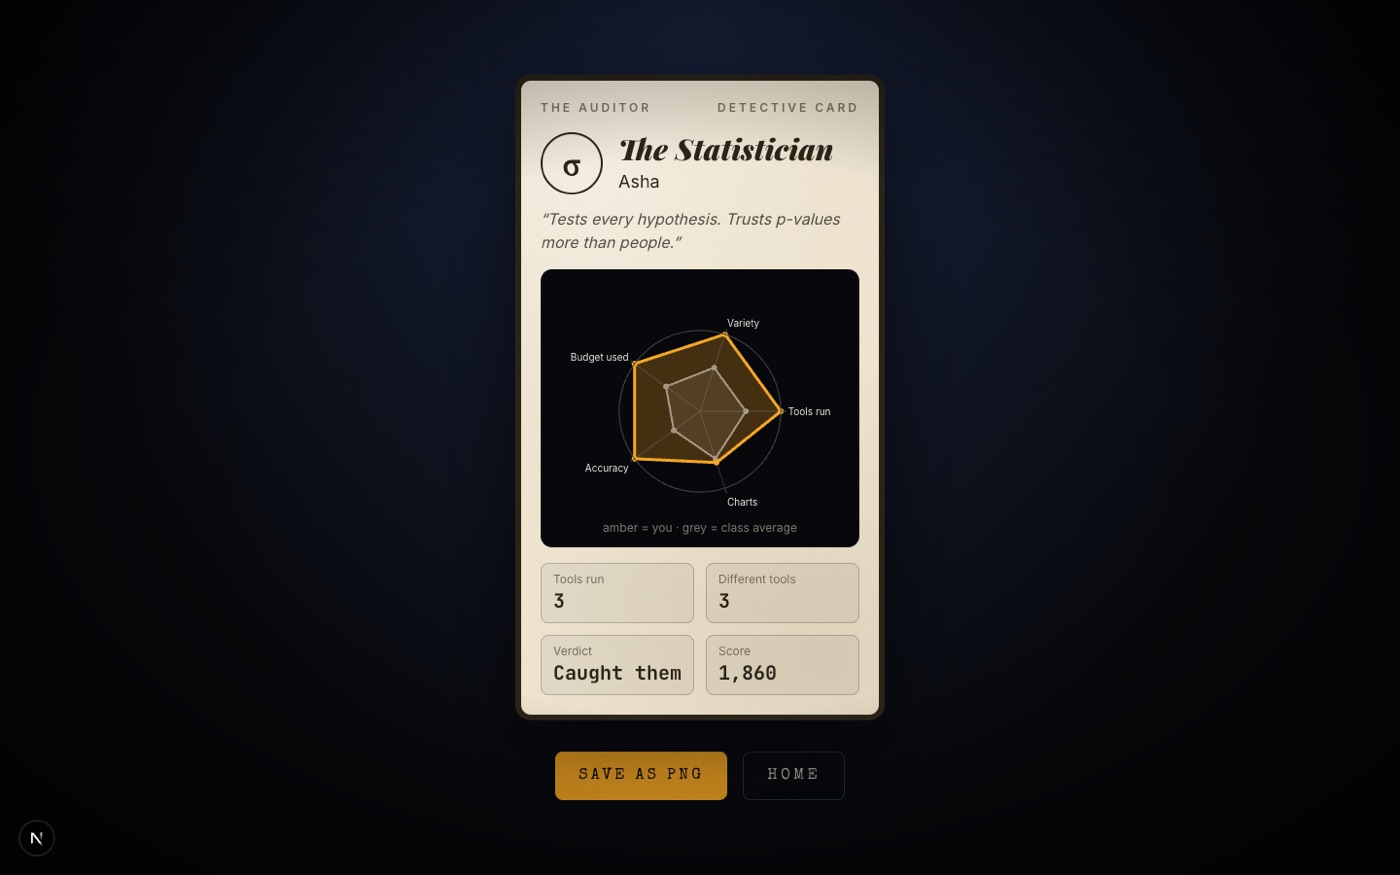 THE AUDITOR DETECTIVE CARD
σ
The Statistician
Asha
“Tests every hypothesis. Trusts p-values
more than people.”
Variety
Budget used
Tools run
Accuracy
Charts
amber = you · grey = class average
Tools run
3
Different tools
3
Verdict
Caught them
Score
1,860
SAVE AS PNG HOME
N